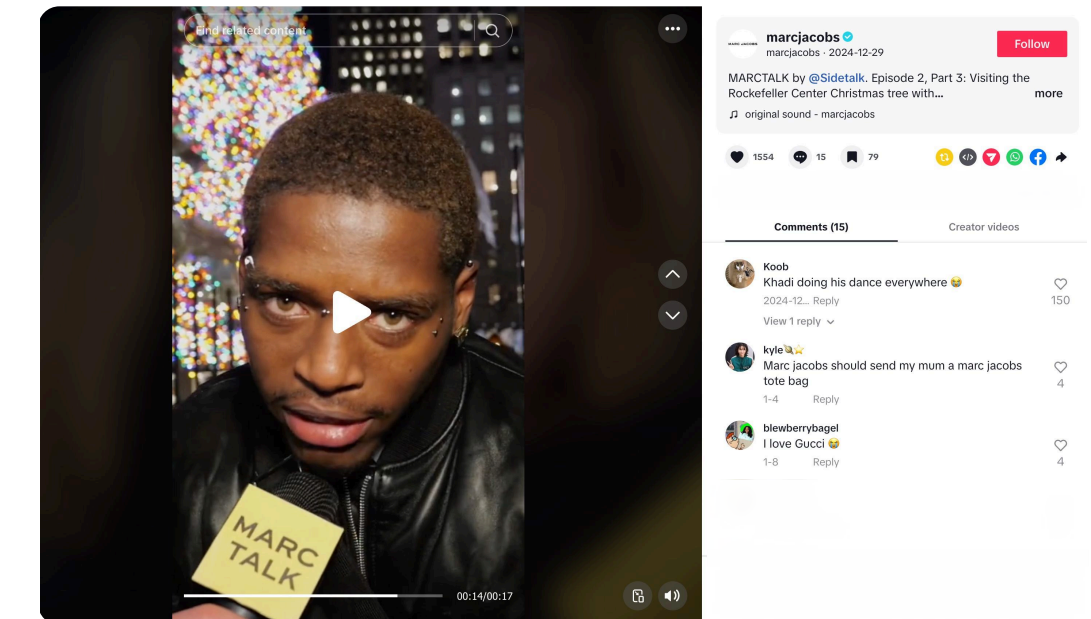 Find related content
MARC
TALK
00:14/00:17
MARC JACOBS
marcjacobs
marcjacobs · 2024-12-29
Follow
MARCTALK by @Sidetalk. Episode 2, Part 3: Visiting the
Rockefeller Center Christmas tree with... more
original sound - marcjacobs
1554
15
79
Comments (15)
Creator videos
Koob
Khadi doing his dance everywhere 😭
2024-12... Reply
150
View 1 reply
kyle🪐⭐
Marc jacobs should send my mum a marc jacobs
tote bag
4
1-4 Reply
blewberrybagel
I love Gucci 😭
1-8 Reply
4